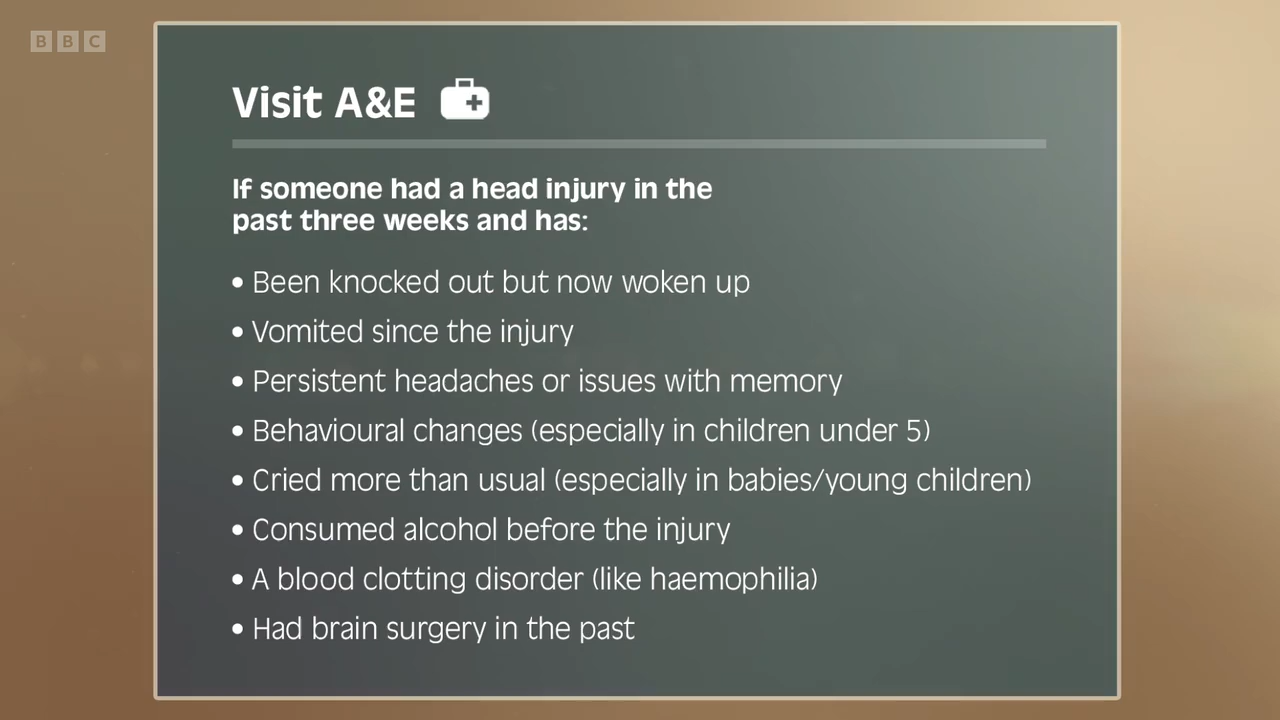 BBC
Visit A&E
If someone had a head injury in the
past three weeks and has:
• Been knocked out but now woken up
• Vomited since the injury
• Persistent headaches or issues with memory
• Behavioural changes (especially in children under 5)
• Cried more than usual (especially in babies/young children)
• Consumed alcohol before the injury
• A blood clotting disorder (like haemophilia)
• Had brain surgery in the past